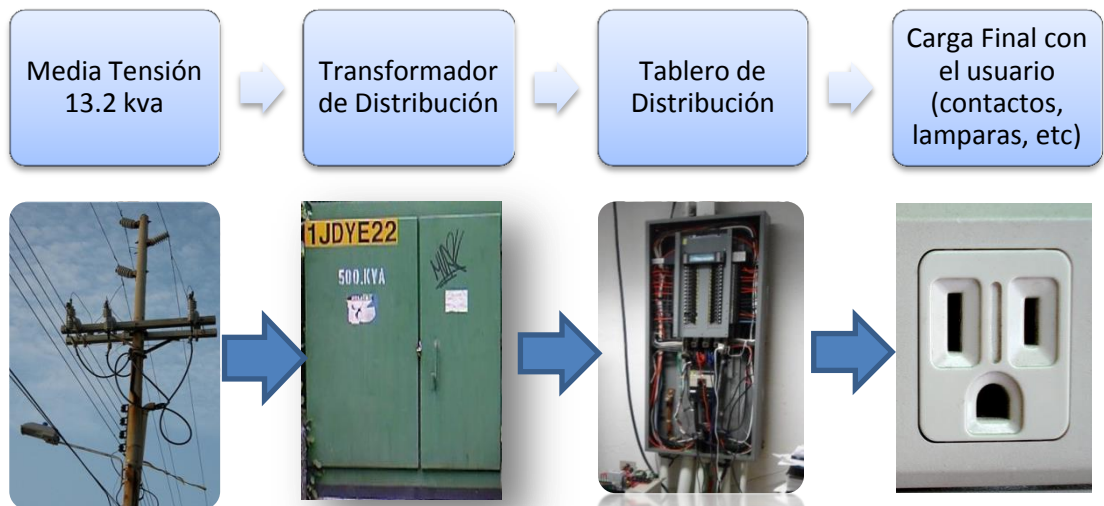 Media Tensión
13.2 kva
Transformador
de Distribución
Tablero de
Distribución
Carga Final con
el usuario
(contactos,
lamparas, etc)
1JDYE22
500.KVA